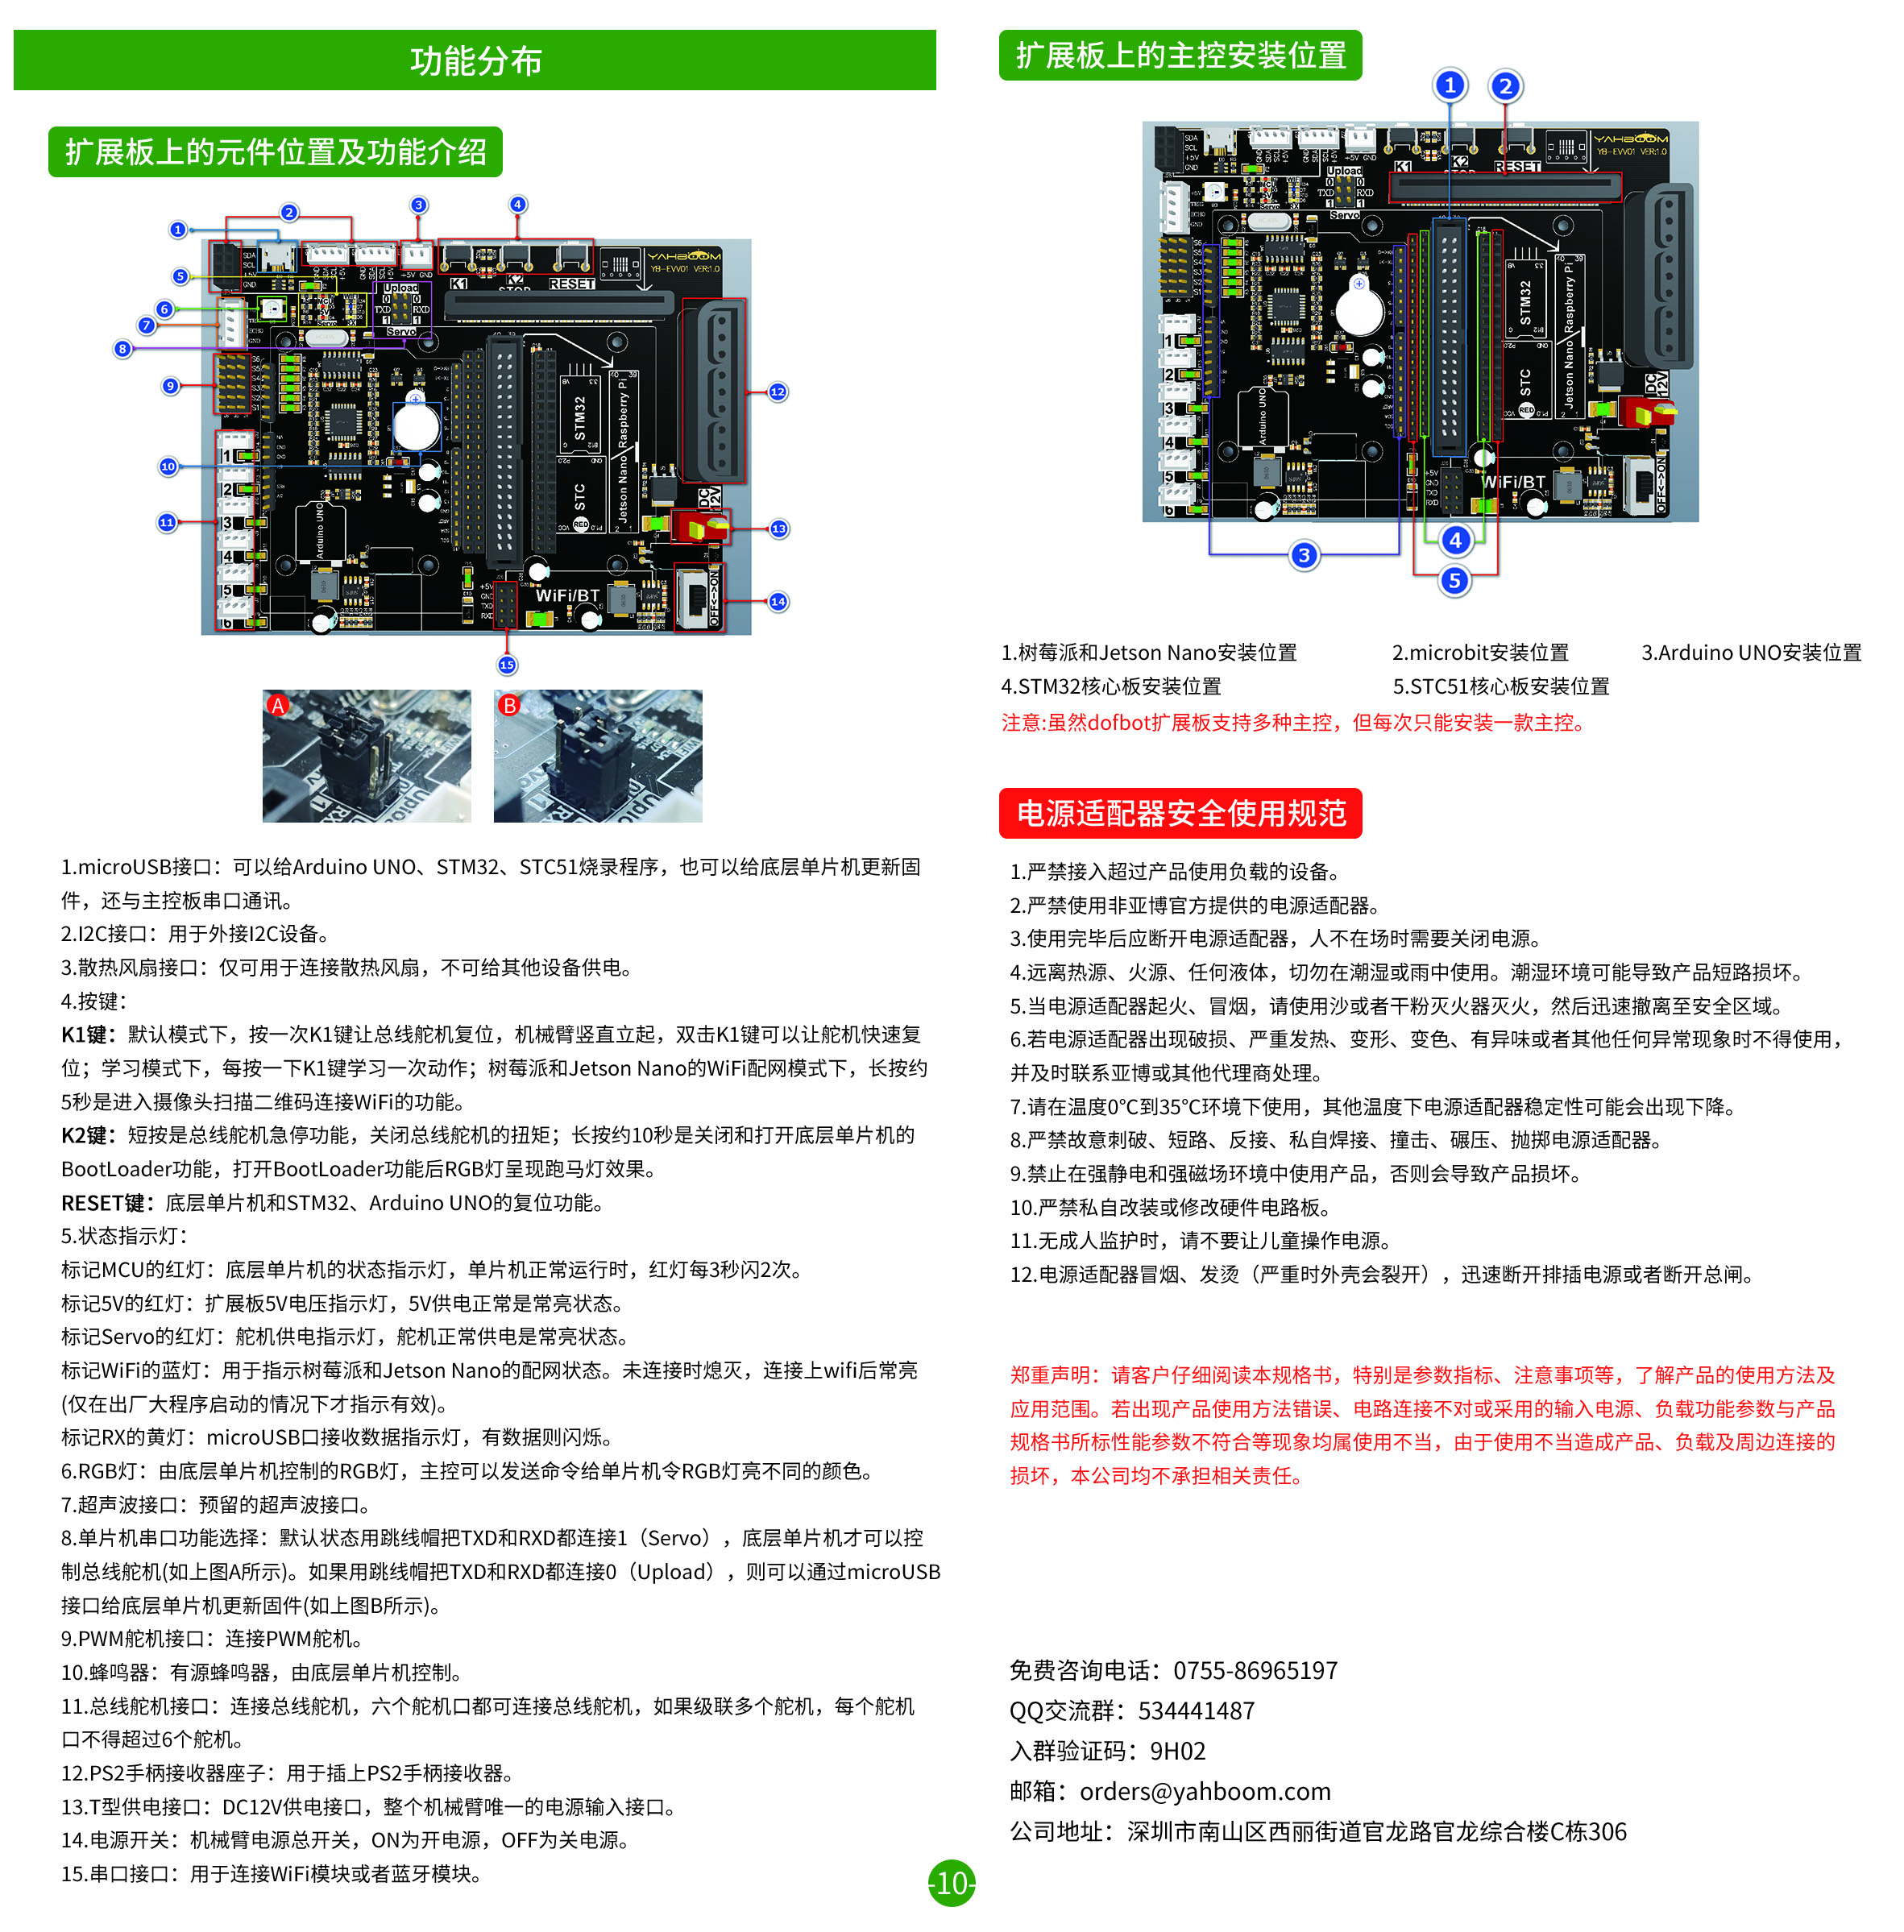 功能分布
扩展板上的元件位置及功能介绍
1
2
3
4
5
6
7
8
9
10
11
12
13
14
15
SDA
SCL
+5V
GND
YAHBOOM
YB-EVV01 VER:1.0
K1
K2
STOP
RESET
Upload
0 0
TXD RXD
1 1
Servo
STM32
STC
RED
Jetson Nano/Raspberry Pi
Arduino UNO
DC
12V
OFF<->ON
+5V
GND
TXD
RXD
WiFi/BT
1
2
3
4
5
6
A
B
1.microUSB接口：可以给Arduino UNO、STM32、STC51烧录程序，也可以给底层单片机更新固
件，还与主控板串口通讯。
2.I2C接口：用于外接I2C设备。
3.散热风扇接口：仅可用于连接散热风扇，不可给其他设备供电。
4.按键：
K1键：默认模式下，按一次K1键让总线舵机复位，机械臂竖直立起，双击K1键可以让舵机快速复
位；学习模式下，每按一下K1键学习一次动作；树莓派和Jetson Nano的WiFi配网模式下，长按约
5秒是进入摄像头扫描二维码连接WiFi的功能。
K2键：短按是总线舵机急停功能，关闭总线舵机的扭矩；长按约10秒是关闭和打开底层单片机的
BootLoader功能，打开BootLoader功能后RGB灯呈现跑马灯效果。
RESET键：底层单片机和STM32、Arduino UNO的复位功能。
5.状态指示灯：
标记MCU的红灯：底层单片机的状态指示灯，单片机正常运行时，红灯每3秒闪2次。
标记5V的红灯：扩展板5V电压指示灯，5V供电正常是常亮状态。
标记Servo的红灯：舵机供电指示灯，舵机正常供电是常亮状态。
标记WiFi的蓝灯：用于指示树莓派和Jetson Nano的配网状态。未连接时熄灭，连接上wifi后常亮
(仅在出厂大程序启动的情况下才指示有效)。
标记RX的黄灯：microUSB口接收数据指示灯，有数据则闪烁。
6.RGB灯：由底层单片机控制的RGB灯，主控可以发送命令给单片机令RGB灯亮不同的颜色。
7.超声波接口：预留的超声波接口。
8.单片机串口功能选择：默认状态用跳线帽把TXD和RXD都连接1（Servo），底层单片机才可以控
制总线舵机(如上图A所示)。如果用跳线帽把TXD和RXD都连接0（Upload），则可以通过microUSB
接口给底层单片机更新固件(如上图B所示)。
9.PWM舵机接口：连接PWM舵机。
10.蜂鸣器：有源蜂鸣器，由底层单片机控制。
11.总线舵机接口：连接总线舵机，六个舵机口都可连接总线舵机，如果级联多个舵机，每个舵机
口不得超过6个舵机。
12.PS2手柄接收器座子：用于插上PS2手柄接收器。
13.T型供电接口：DC12V供电接口，整个机械臂唯一的电源输入接口。
14.电源开关：机械臂电源总开关，ON为开电源，OFF为关电源。
15.串口接口：用于连接WiFi模块或者蓝牙模块。
扩展板上的主控安装位置
1
2
3
4
5
SDA
SCL
+5V
GND
YAHBOOM
YB-EVV01 VER:1.0
K1
K2
RESET
Upload
0 0
TXD RXD
1 1
Servo
STM32
STC
RED
Jetson Nano/Raspberry Pi
Arduino UNO
DC
12V
OFF<->ON
+5V
GND
TXD
RXD
WiFi/BT
1
2
3
4
5
6
1.树莓派和Jetson Nano安装位置 2.microbit安装位置 3.Arduino UNO安装位置
4.STM32核心板安装位置 5.STC51核心板安装位置
注意:虽然dofbot扩展板支持多种主控，但每次只能安装一款主控。
电源适配器安全使用规范
1.严禁接入超过产品使用负载的设备。
2.严禁使用非亚博官方提供的电源适配器。
3.使用完毕后应断开电源适配器，人不在场时需要关闭电源。
4.远离热源、火源、任何液体，切勿在潮湿或雨中使用。潮湿环境可能导致产品短路损坏。
5.当电源适配器起火、冒烟，请使用沙或者干粉灭火器灭火，然后迅速撤离至安全区域。
6.若电源适配器出现破损、严重发热、变形、变色、有异味或者其他任何异常现象时不得使用，
并及时联系亚博或其他代理商处理。
7.请在温度0℃到35℃环境下使用，其他温度下电源适配器稳定性可能会出现下降。
8.严禁故意刺破、短路、反接、私自焊接、撞击、碾压、抛掷电源适配器。
9.禁止在强静电和强磁场环境中使用产品，否则会导致产品损坏。
10.严禁私自改装或修改硬件电路板。
11.无成人监护时，请不要让儿童操作电源。
12.电源适配器冒烟、发烫（严重时外壳会裂开），迅速断开排插电源或者断开总闸。
郑重声明：请客户仔细阅读本规格书，特别是参数指标、注意事项等，了解产品的使用方法及
应用范围。若出现产品使用方法错误、电路连接不对或采用的输入电源、负载功能参数与产品
规格书所标性能参数不符合等现象均属使用不当，由于使用不当造成产品、负载及周边连接的
损坏，本公司均不承担相关责任。
免费咨询电话：0755-86965197
QQ交流群：534441487
入群验证码：9H02
邮箱：orders@yahboom.com
公司地址：深圳市南山区西丽街道官龙路官龙综合楼C栋306
-10-